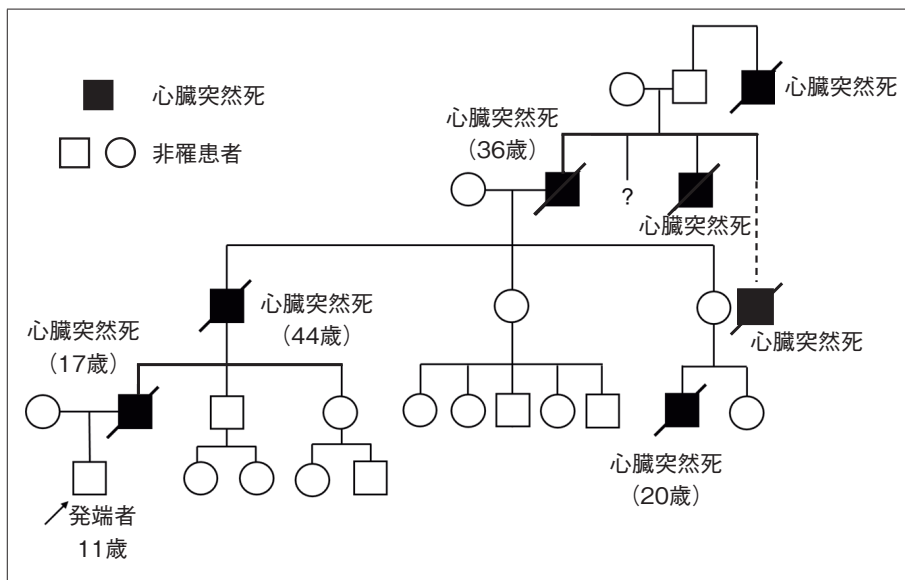 心臓突然死
非罹患者
心臓突然死
心臓突然死
（36歳）
?
心臓突然死
心臓突然死
（44歳）
心臓突然死
心臓突然死
（17歳）
心臓突然死
（20歳）
発端者
11歳